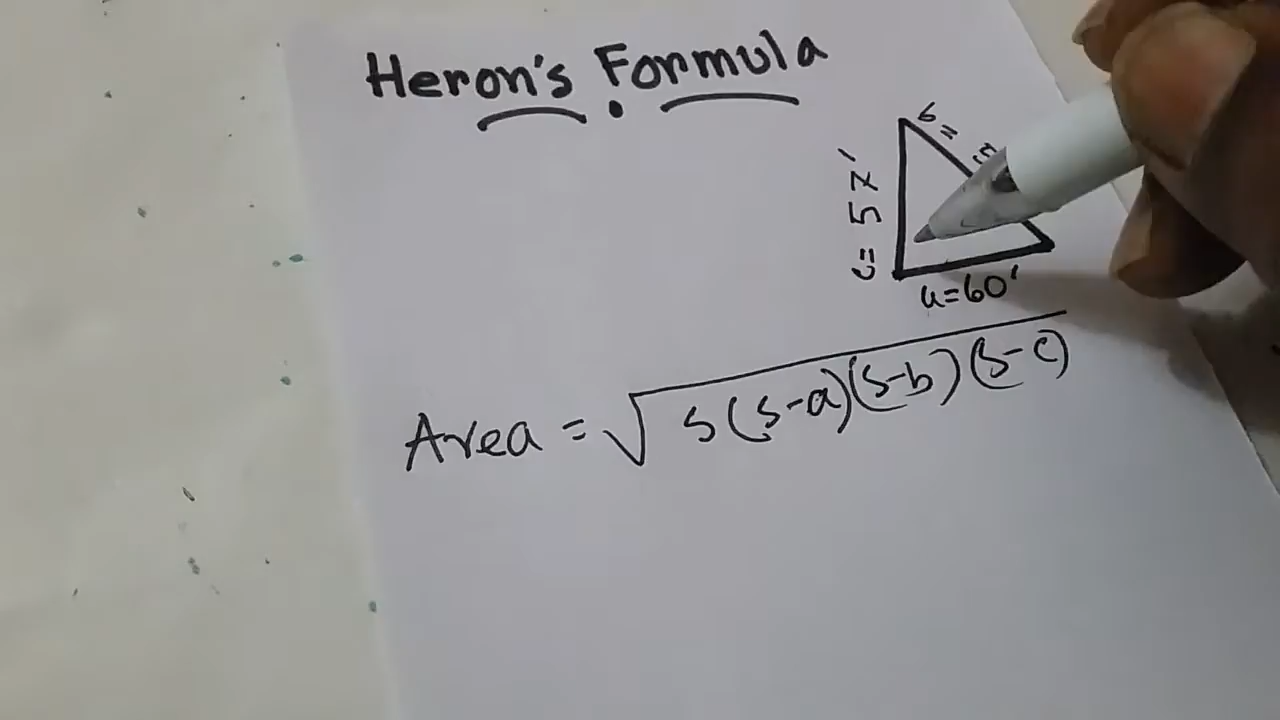 Heron's Formula
b=
c= 57'
a=60'
Area = √s(s-a)(s-b)(s-c)